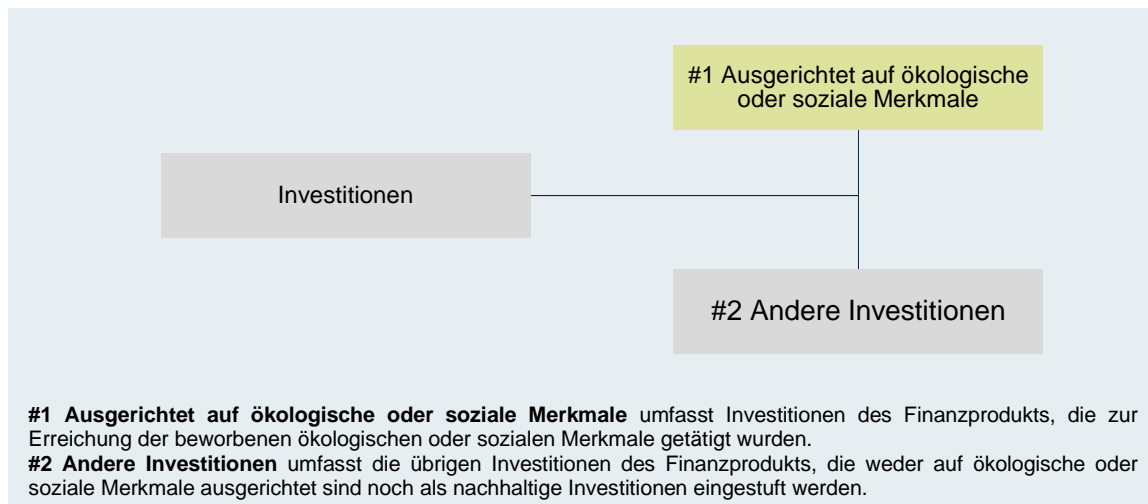 #1 Ausgerichtet auf ökologische
oder soziale Merkmale
Investitionen
#2 Andere Investitionen
#1 Ausgerichtet auf ökologische oder soziale Merkmale umfasst Investitionen des Finanzprodukts, die zur
Erreichung der beworbenen ökologischen oder sozialen Merkmale getätigt wurden.
#2 Andere Investitionen umfasst die übrigen Investitionen des Finanzprodukts, die weder auf ökologische oder
soziale Merkmale ausgerichtet sind noch als nachhaltige Investitionen eingestuft werden.